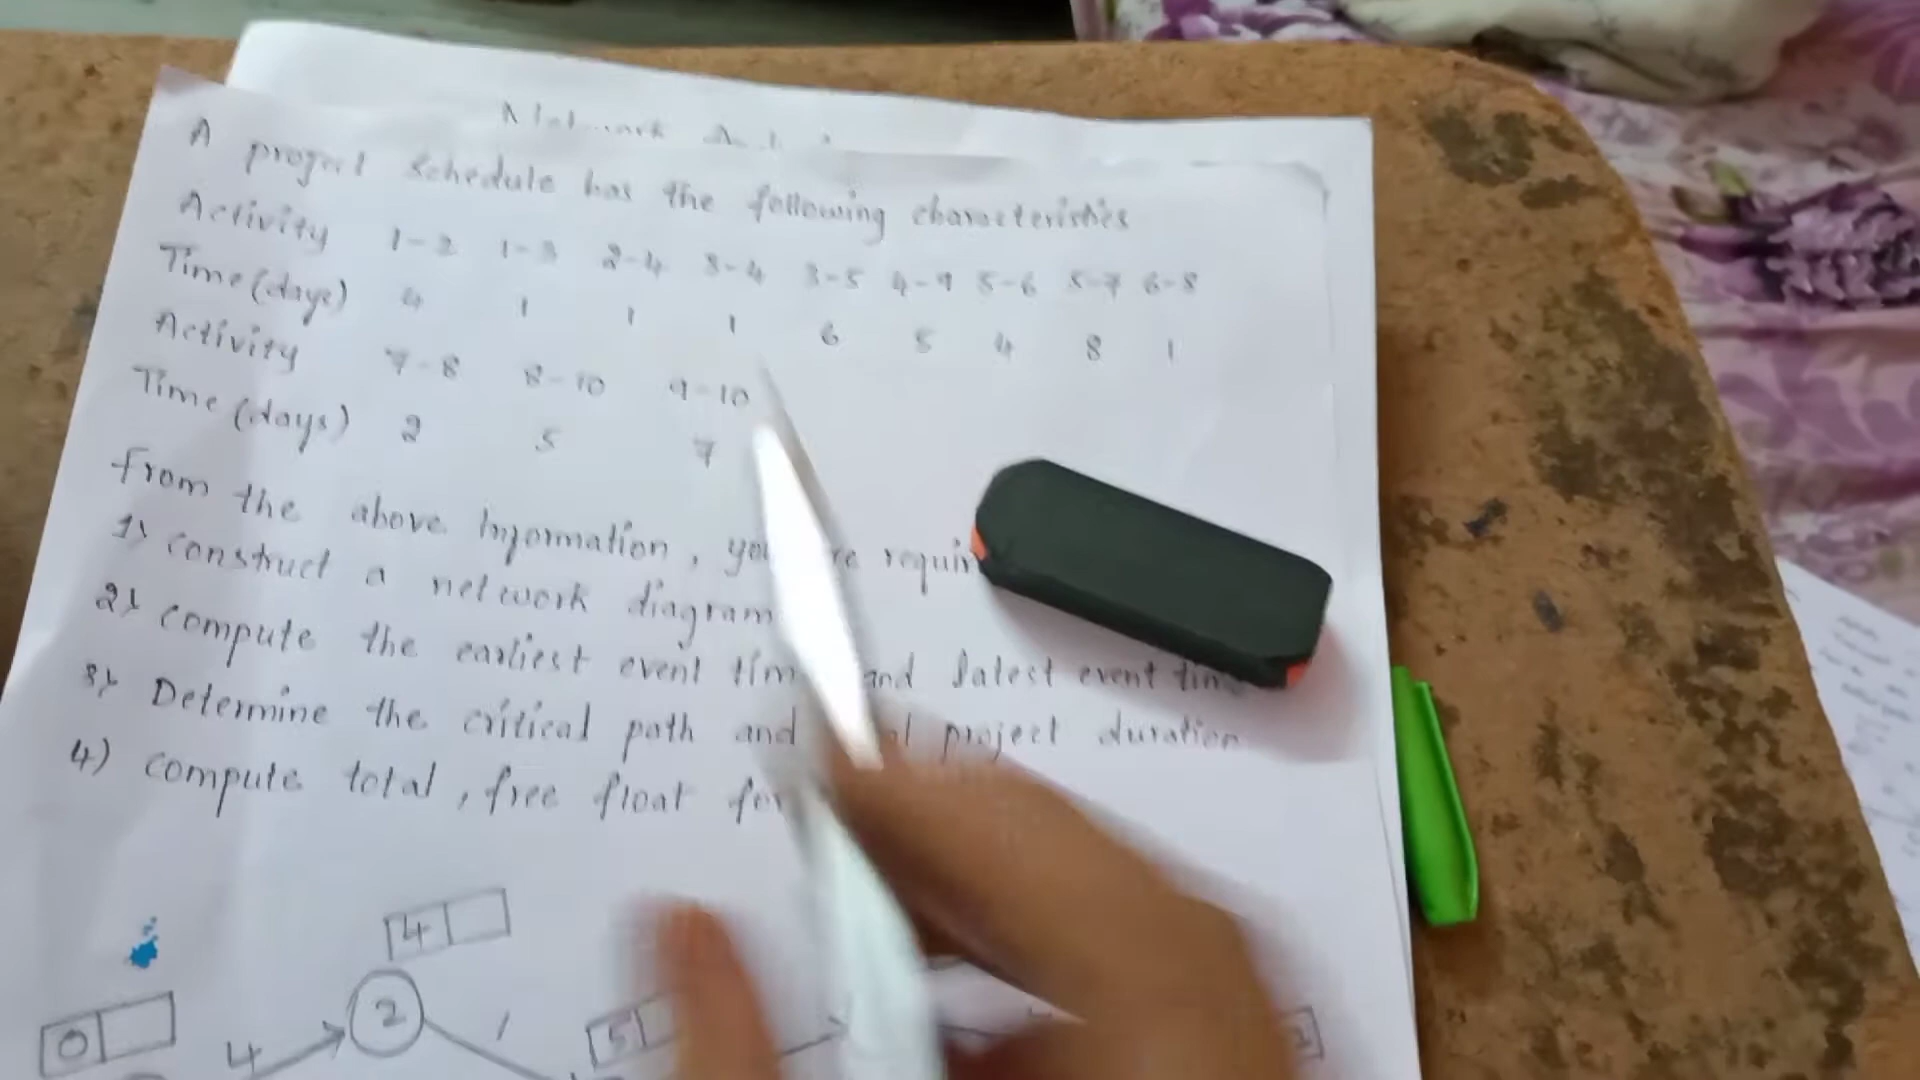 A project schedule has the following characteristics
Activity 1-2 1-3 2-4 3-4 3-5 4-9 5-6 5-7 6-8
Time (days) 4 1 1 1 6 5 4 8 1
Activity 7-8 8-10 9-10
Time (days) 2 5 7
From the above information, you
1) construct a network diagram
2) compute the earliest event and latest event
3) Determine the critical path and project duration
4) compute total, free float
4
0
2
5
4
1